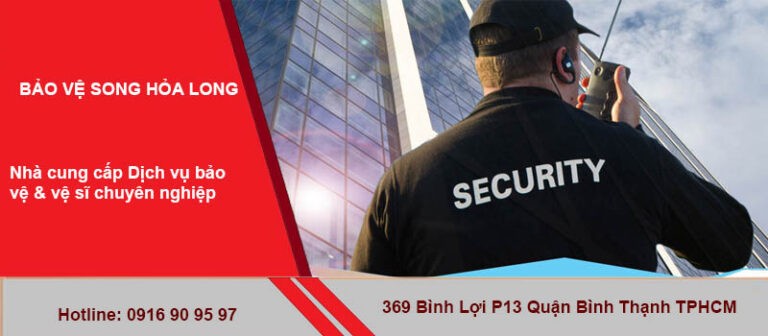 BẢO VỆ SONG HỎA LONG
Nhà cung cấp Dịch vụ bảo
vệ & vệ sĩ chuyên nghiệp
SECURITY
Hotline: 0916 90 95 97
369 Bình Lợi P13 Quận Bình Thạnh TPHCM